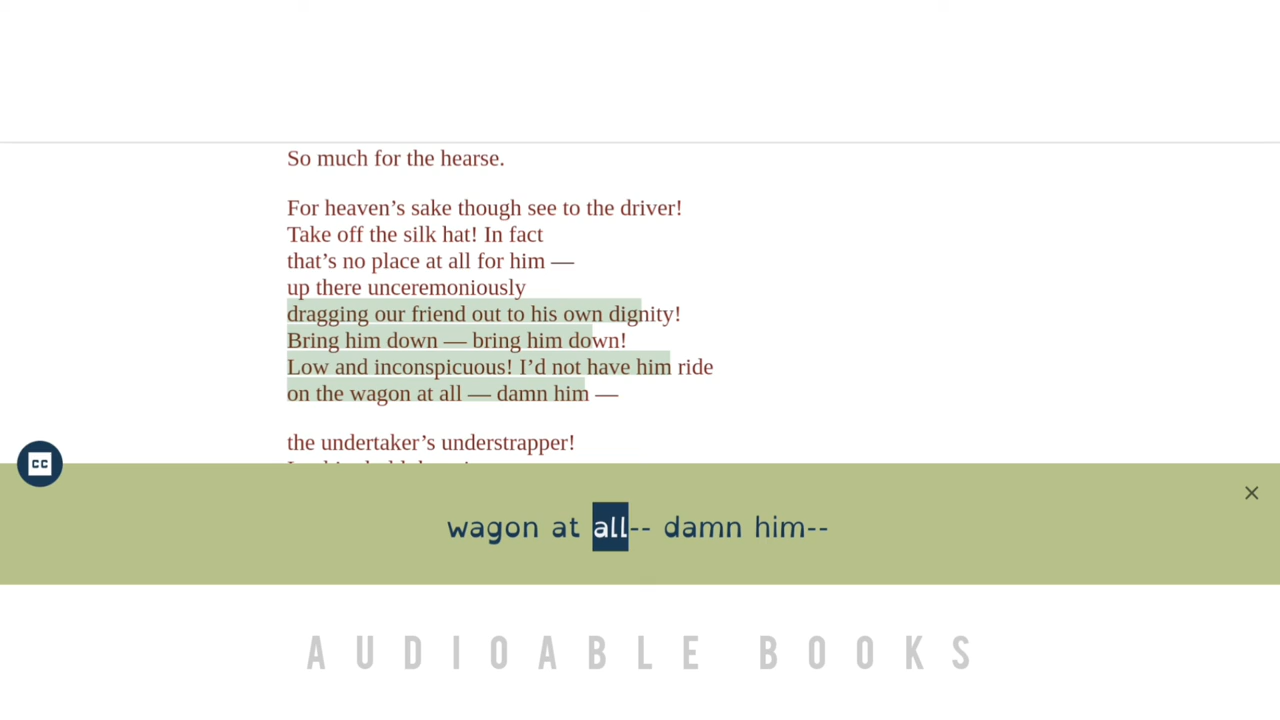 So much for the hearse.
For heaven’s sake though see to the driver!
Take off the silk hat! In fact
that’s no place at all for him —
up there unceremoniously
dragging our friend out to his own dignity!
Bring him down — bring him down!
Low and inconspicuous! I’d not have him ride
on the wagon at all — damn him —
the undertaker’s understrapper!
CC
wagon at all-- damn him--
AUDIOABLE BOOKS